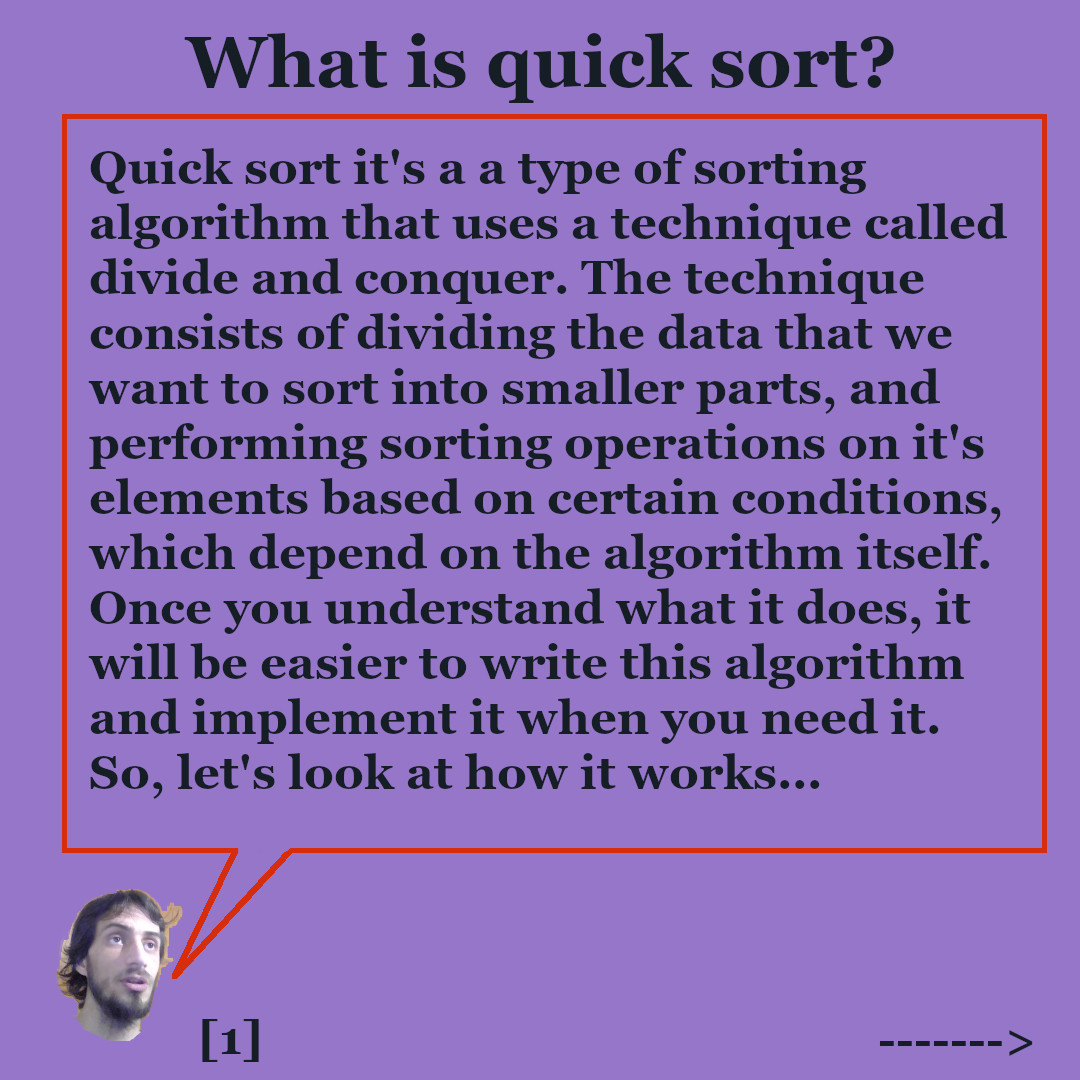 What is quick sort?
Quick sort it's a a type of sorting
algorithm that uses a technique called
divide and conquer. The technique
consists of dividing the data that we
want to sort into smaller parts, and
performing sorting operations on it's
elements based on certain conditions,
which depend on the algorithm itself.
Once you understand what it does, it
will be easier to write this algorithm
and implement it when you need it.
So, let's look at how it works...
[1]
------->